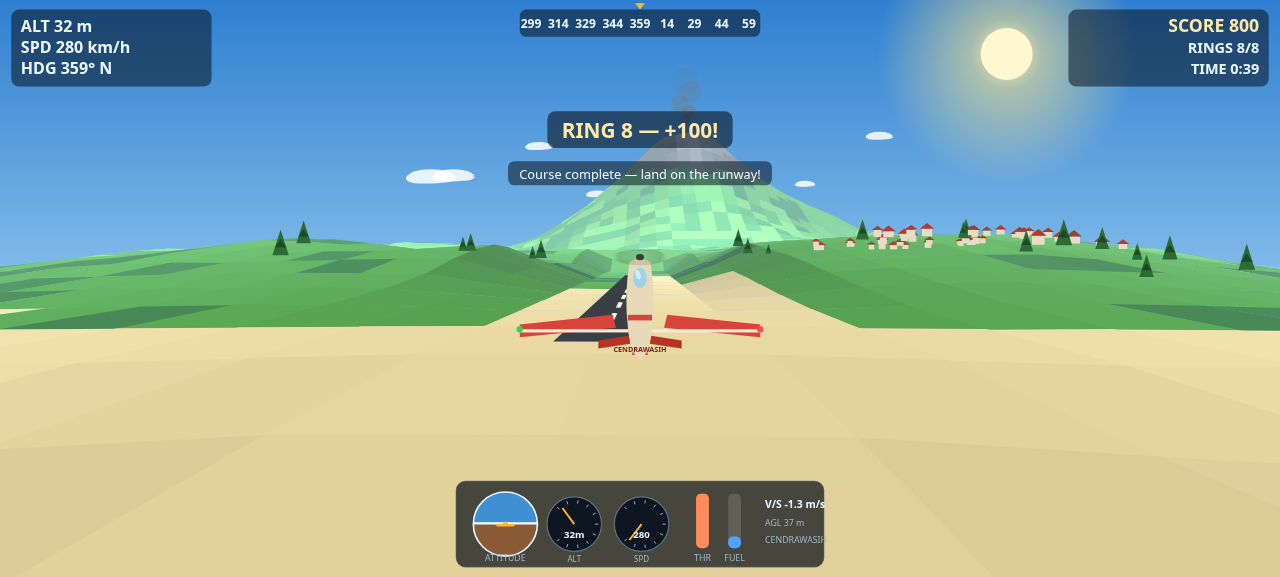 ALT 32 m
SPD 280 km/h
HDG 359° N
299 314 329 344 359 14 29 44 59
SCORE 800
RINGS 8/8
TIME 0:39
RING 8 — +100!
Course complete — land on the runway!
CENDRAWASIH
ATTITUDE
32m
ALT
280
SPD
THR
FUEL
V/S -1.3 m/s
AGL 37 m
CENDRAWASIH